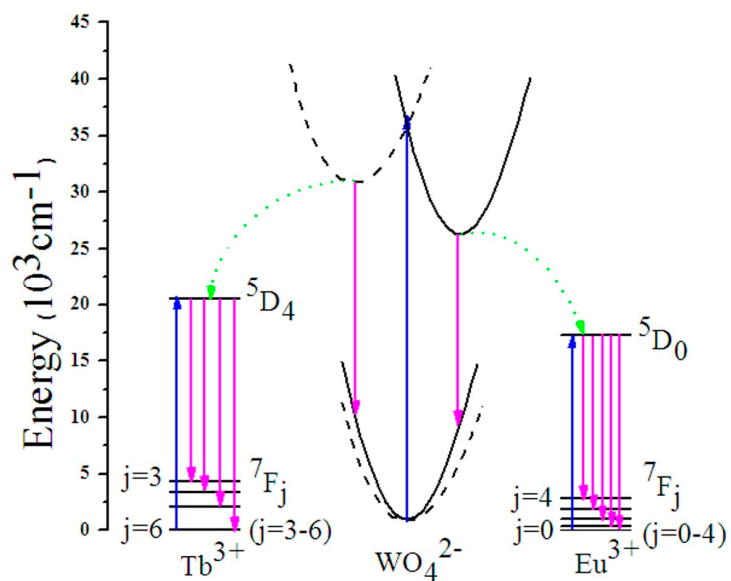 Energy (10³cm⁻¹)
45
40
35
30
25
20
15
10
5
0
⁵D₄
j=3
⁷Fⱼ
j=6
(j=3-6)
Tb³⁺
WO₄²⁻
⁵D₀
j=4
⁷Fⱼ
j=0
(j=0-4)
Eu³⁺